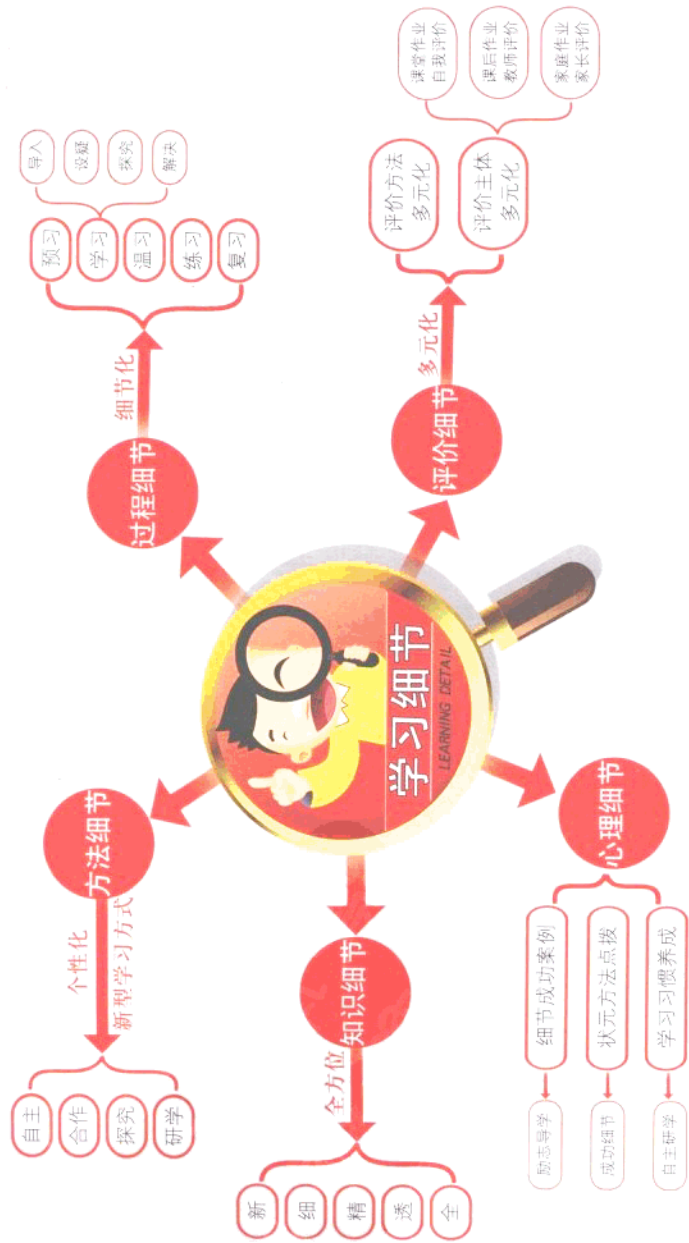 学习细节
LEARNING DETAIL
方法细节
个性化
新型学习方式
自主
合作
探究
研学
过程细节
细节化
预习
学习
温习
练习
复习
导入
设疑
探究
解决
知识细节
全方位
新
细
精
透
全
评价细节
多元化
评价方法
多元化
评价主体
多元化
课堂作业
自我评价
课后作业
教师评价
家庭作业
家长评价
心理细节
细节成功案例
状元方法点拨
学习习惯养成
励志导学
成功细节
自主研学